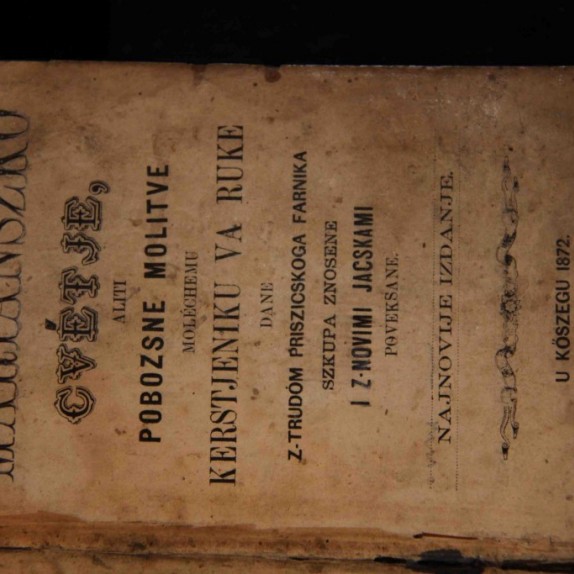 CVÉTJE,
ALITI
POBOZSNE MOLITVE
MOLÉCHEMU
KERSTJENIKU VA RUKE
DANE
Z-TRUDÓM PRISZICSKOGA FARNIKA
SZKUPA ZNOSENE
I Z-NOVIMI JACSKAMI
POVEKSANE.
NAJNOVIJE IZDANJE.
U KŐSZEGU 1872.